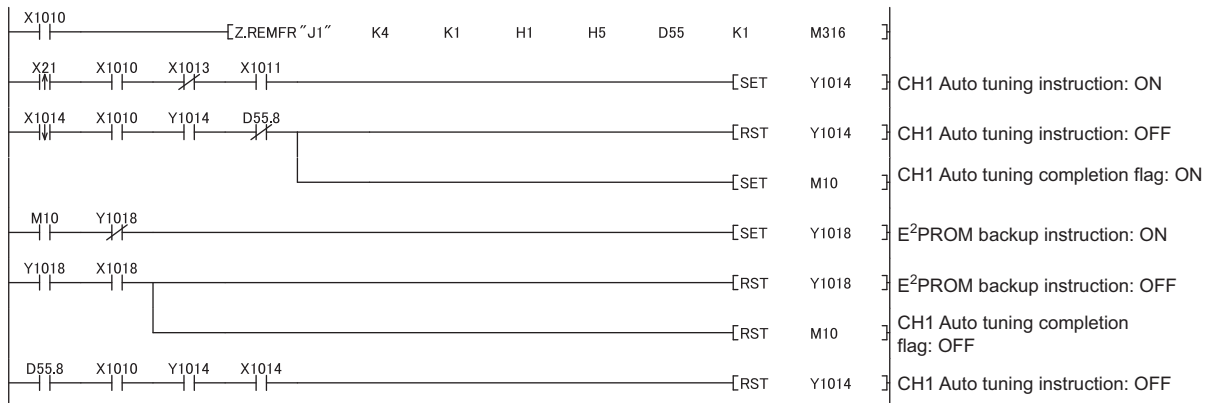 X1010
Z.REMFR "J1" K4 K1 H1 H5 D55 K1 M316
X21 X1010 X1013 X1011
SET Y1014 CH1 Auto tuning instruction: ON
X1014 X1010 Y1014 D55.8
RST Y1014 CH1 Auto tuning instruction: OFF
SET M10 CH1 Auto tuning completion flag: ON
M10 Y1018
SET Y1018 E²PROM backup instruction: ON
Y1018 X1018
RST Y1018 E²PROM backup instruction: OFF
RST M10 CH1 Auto tuning completion
flag: OFF
D55.8 X1010 Y1014 X1014
RST Y1014 CH1 Auto tuning instruction: OFF